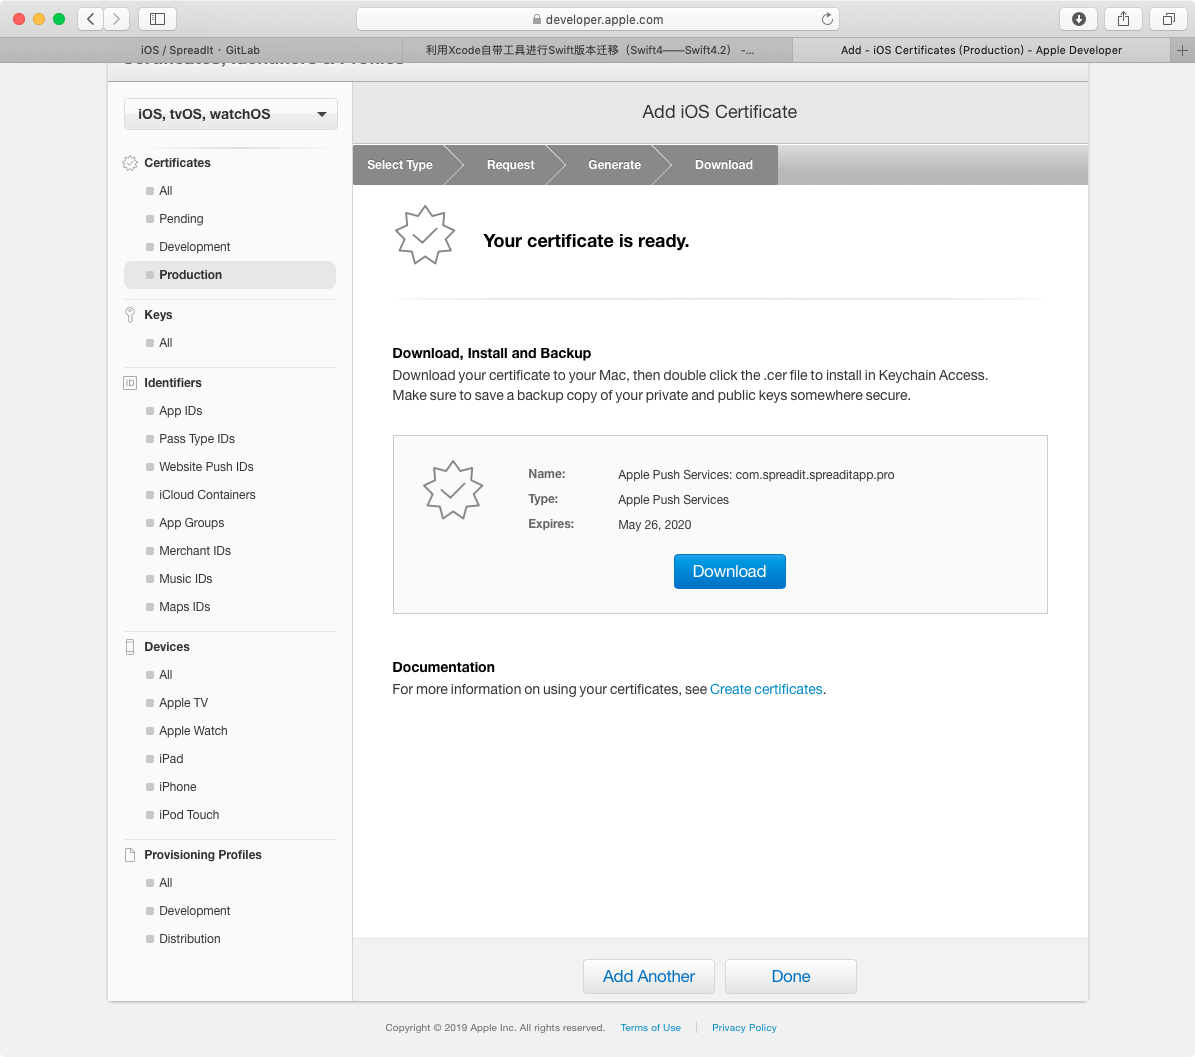 developer.apple.com
iOS / SpreadIt · GitLab
利用Xcode自带工具进行Swift版本迁移（Swift4——Swift4.2） -...
Add - iOS Certificates (Production) - Apple Developer
Certificates, Identifiers & Profiles
iOS, tvOS, watchOS
Certificates
All
Pending
Development
Production
Keys
All
Identifiers
ID
App IDs
Pass Type IDs
Website Push IDs
iCloud Containers
App Groups
Merchant IDs
Music IDs
Maps IDs
Devices
All
Apple TV
Apple Watch
iPad
iPhone
iPod Touch
Provisioning Profiles
All
Development
Distribution
Add iOS Certificate
Select Type
Request
Generate
Download
Your certificate is ready.
Download, Install and Backup
Download your certificate to your Mac, then double click the .cer file to install in Keychain Access.
Make sure to save a backup copy of your private and public keys somewhere secure.
Name: Apple Push Services: com.spreadit.spreaditapp.pro
Type: Apple Push Services
Expires: May 26, 2020
Download
Documentation
For more information on using your certificates, see Create certificates.
Add Another
Done
Copyright © 2019 Apple Inc. All rights reserved. Terms of Use Privacy Policy